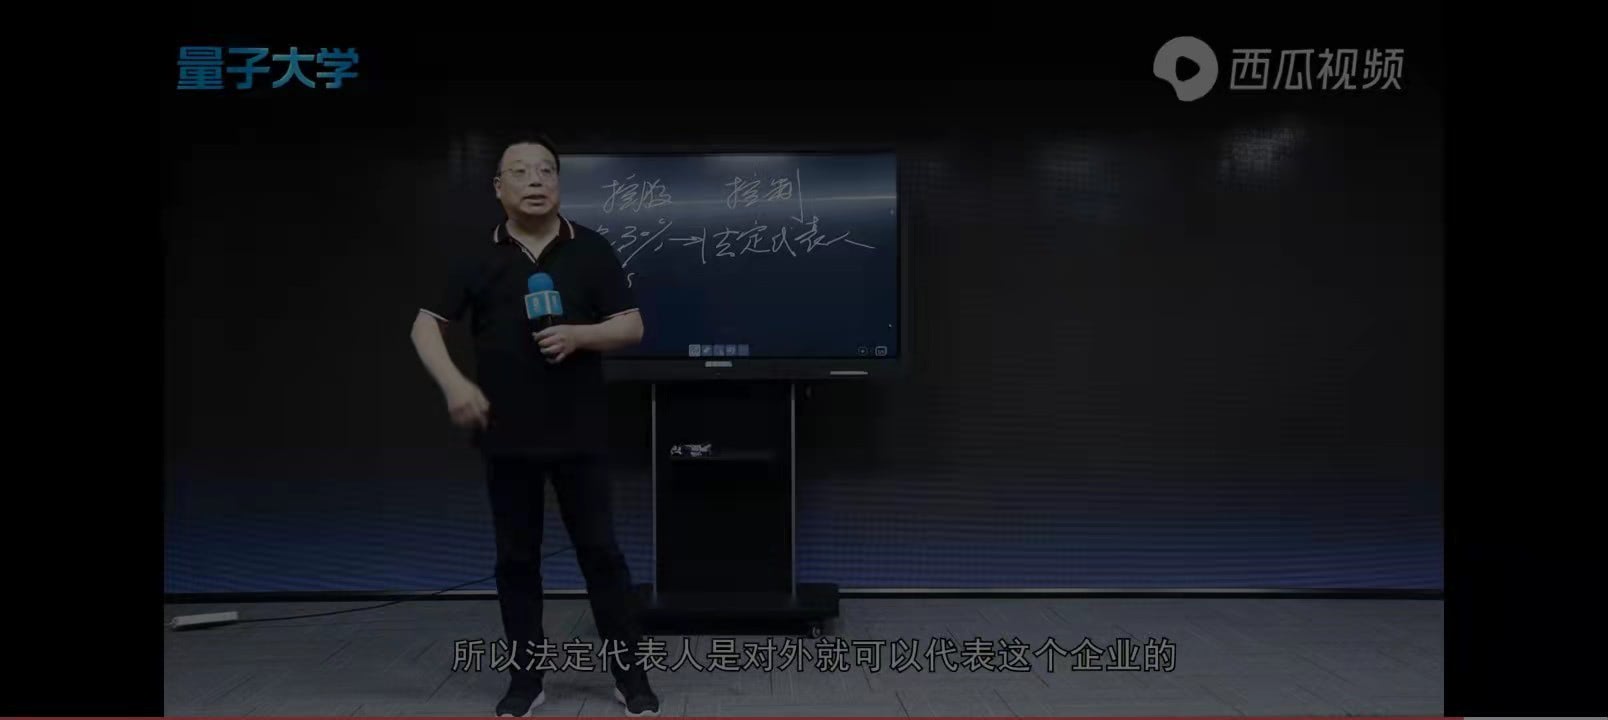 量子大学
西瓜视频
控股 控制
30%→法定代表人
所以法定代表人是对外就可以代表这个企业的